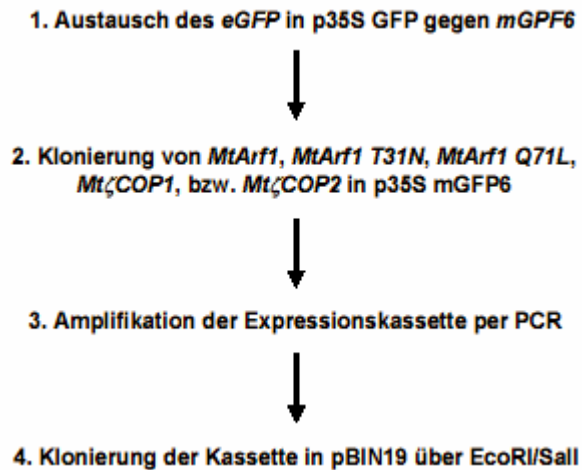 1. Austausch des eGFP in p35S GFP gegen mGPF6
2. Klonierung von MtArf1, MtArf1 T31N, MtArf1 Q71L,
MtζCOP1, bzw. MtζCOP2 in p35S mGFP6
3. Amplifikation der Expressionskassette per PCR
4. Klonierung der Kassette in pBIN19 über EcoRI/SalI